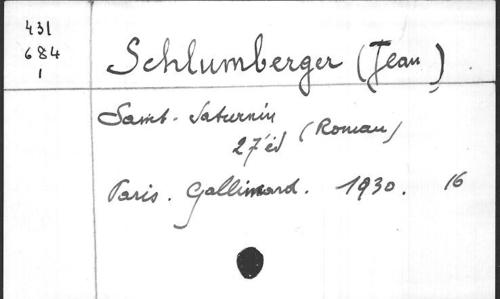 431
684
1
Schlumberger (Jean)
Saint-Saturnin
27 éd (Roman)
Paris. Gallimard. 1930. 16